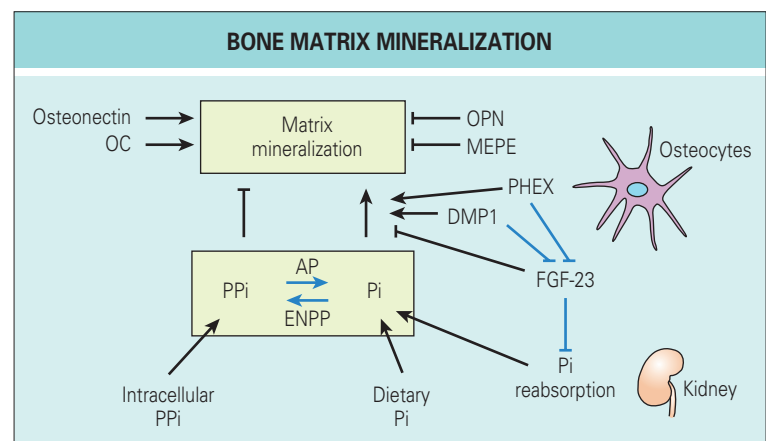 BONE MATRIX MINERALIZATION
Osteonectin
OC
Matrix
mineralization
OPN
MEPE
Osteocytes
PHEX
DMP1
FGF-23
PPi
AP
ENPP
Pi
Intracellular
PPi
Dietary
Pi
Pi
reabsorption
Kidney